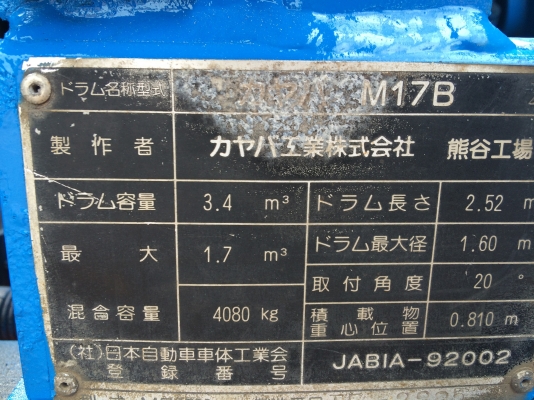 ドラム名称型式 M17B
製作者 カヤバ工業株式会社 熊谷工場
ドラム容量 3.4 m³ ドラム長さ 2.52 m
最大 1.7 m³ ドラム最大径 1.60 m
取付角度 20°
混合容量 4080 kg 積載物重心位置 0.810 m
(社)日本自動車車体工業会
登録番号 JABIA-92002